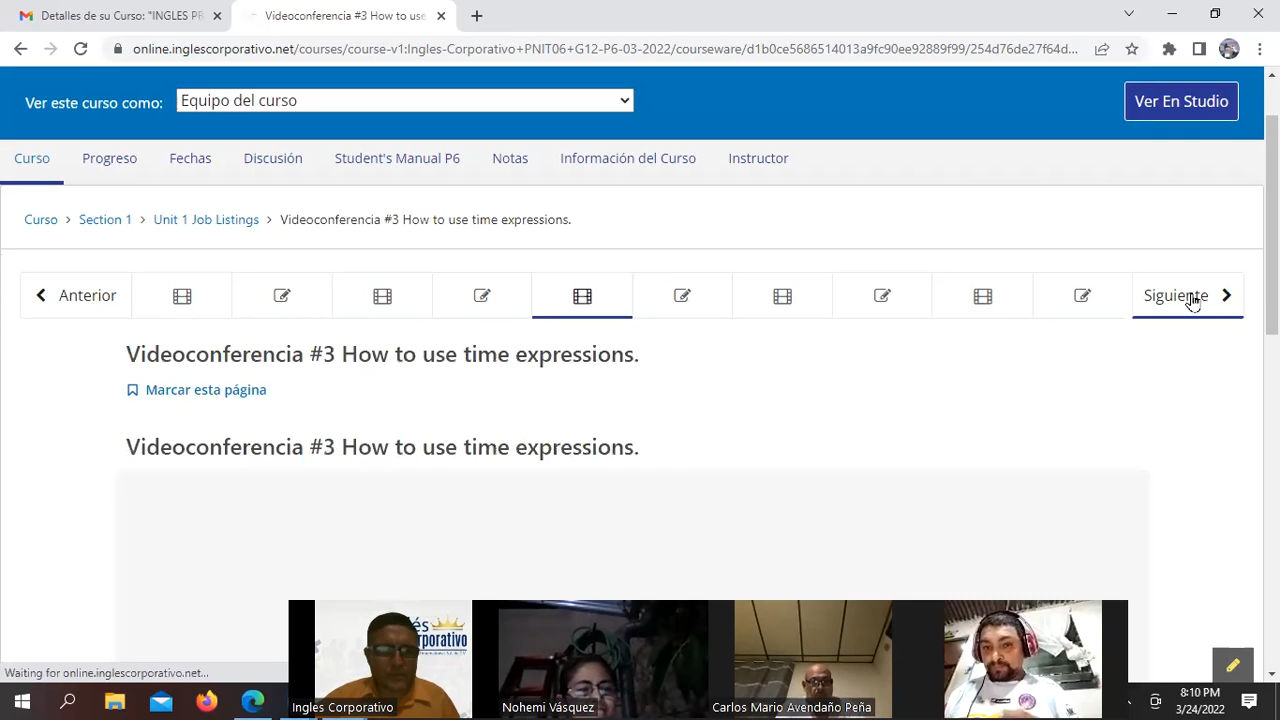 Detalles de su Curso: "INGLES PR
Videoconferencia #3 How to use
online.inglescorporativo.net/courses/course-v1:Ingles-Corporativo+PNIT06+G12-P6-03-2022/courseware/d1b0ce5686514013a9fc90ee92889f99/254d76de27f64d...
Ver este curso como:
Equipo del curso
Ver En Studio
Curso
Progreso
Fechas
Discusión
Student's Manual P6
Notas
Información del Curso
Instructor
Curso > Section 1 > Unit 1 Job Listings > Videoconferencia #3 How to use time expressions.
Anterior
Siguiente
Videoconferencia #3 How to use time expressions.
Marcar esta página
Videoconferencia #3 How to use time expressions.
Waiting for online.inglescorporativo.net...
Ingles Corporativo
Nohemi Vásquez
Carlos Mario Avendaño Peña
8:10 PM
3/24/2022